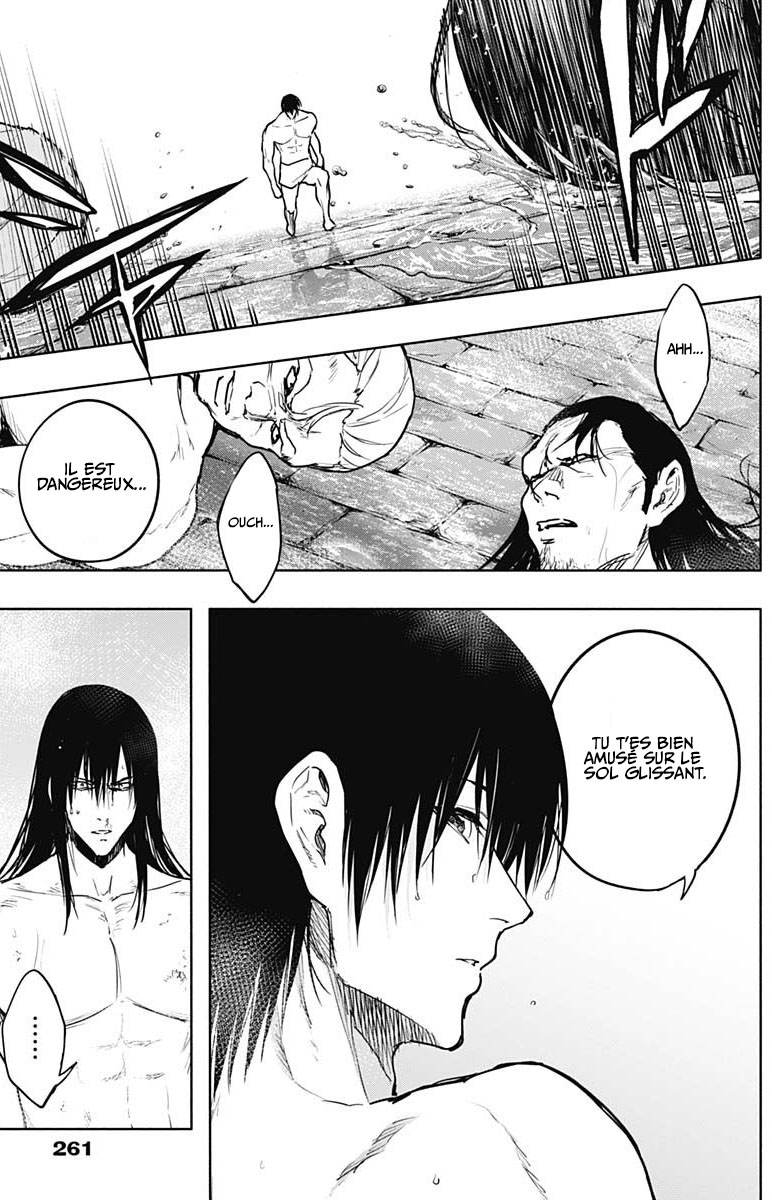 AHH...
OUCH...
IL EST
DANGEREUX...
TU T'ES BIEN
AMUSÉ SUR LE
SOL GLISSANT.
......
261